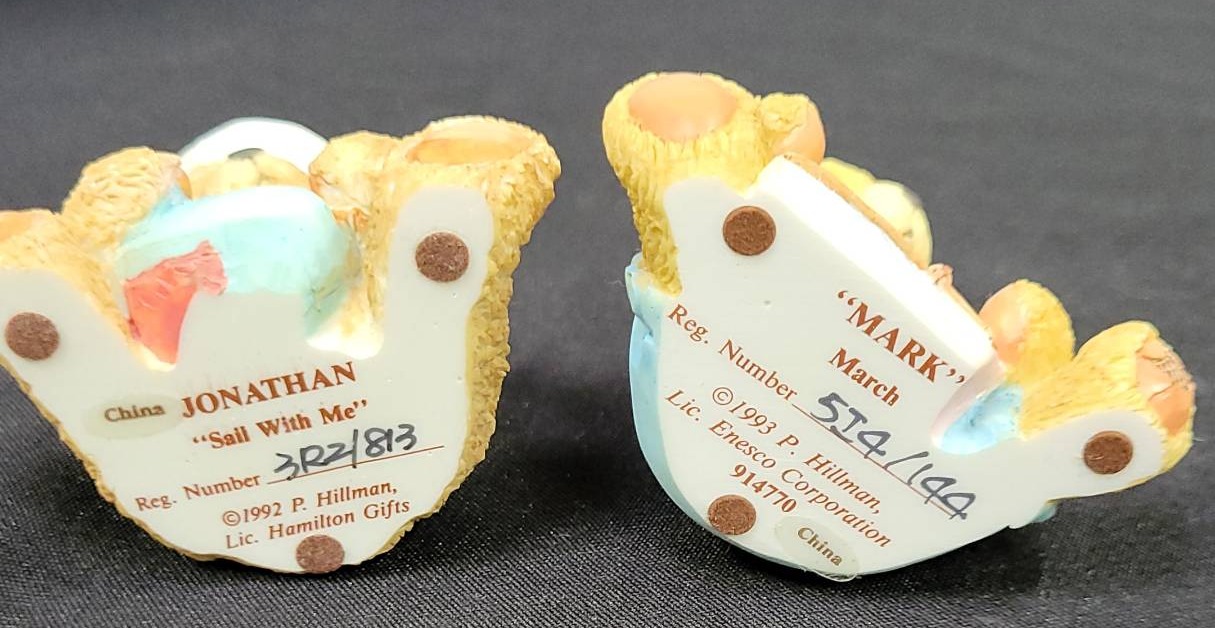 China
JONATHAN
"Sail With Me"
Reg. Number 3R2/813
©1992 P. Hillman,
Lic. Hamilton Gifts
"MARK"
March
Reg. Number 5I4/144
©1993 P. Hillman,
Lic. Enesco Corporation
914770
China